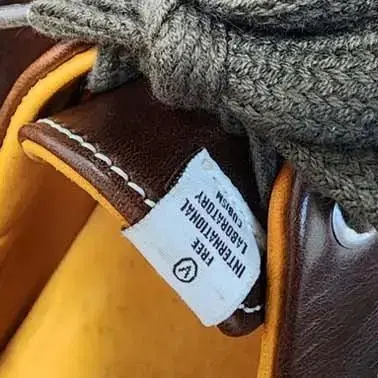 FREE
INTERNATIONAL
LABORATORY
CUBISM